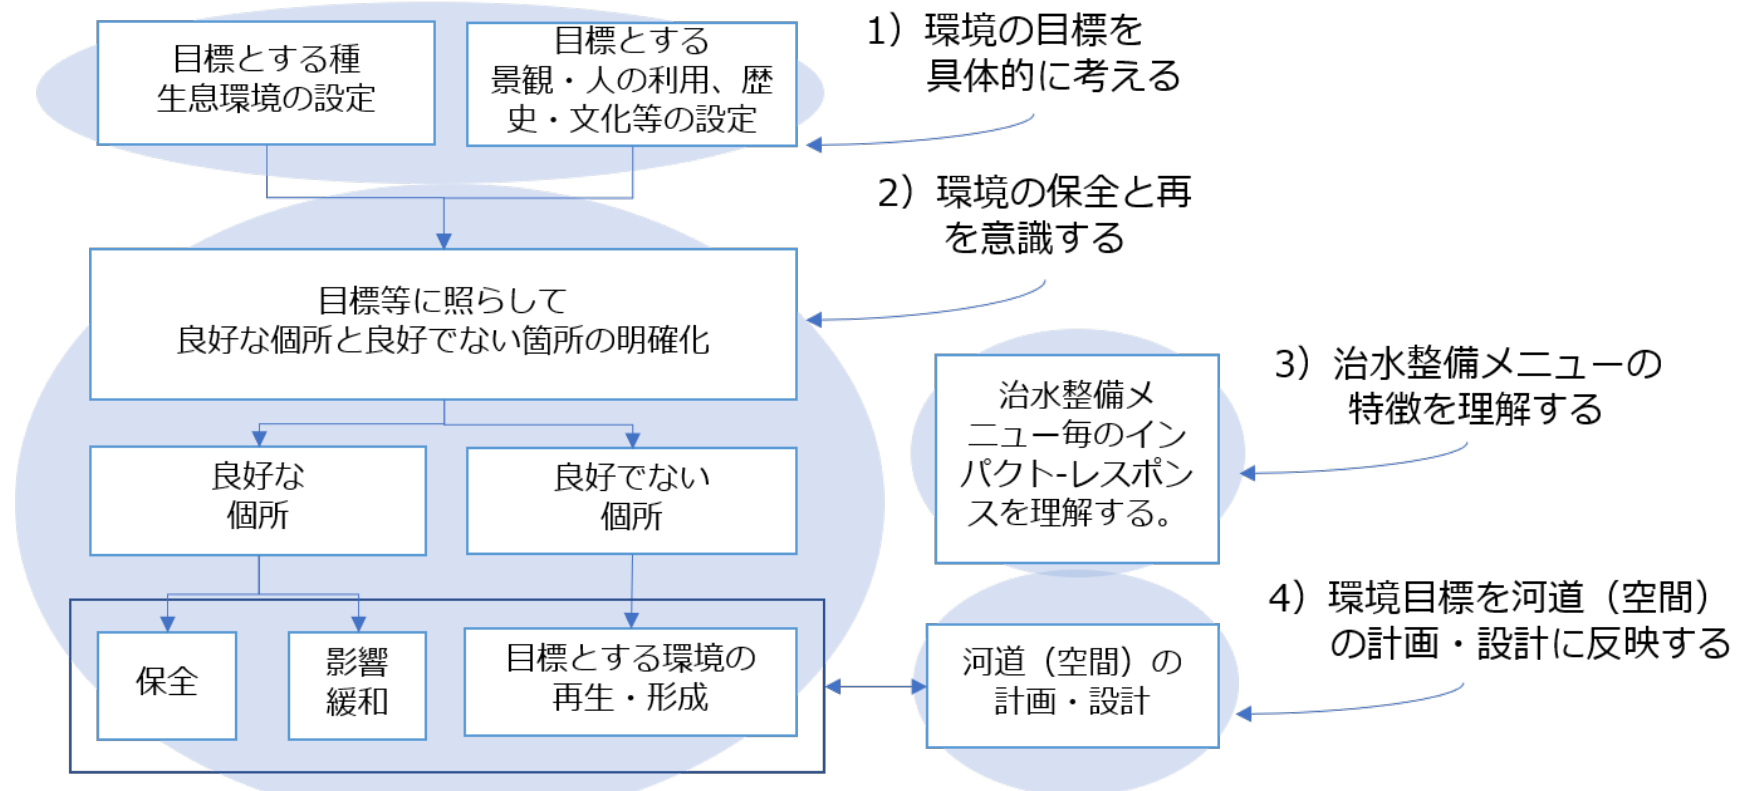 目標とする種
生息環境の設定
目標とする
景観・人の利用、歴
史・文化等の設定
1）環境の目標を
具体的に考える
2）環境の保全と再
を意識する
目標等に照らして
良好な個所と良好でない箇所の明確化
良好な
個所
良好でない
個所
保全
影響
緩和
目標とする環境の
再生・形成
治水整備メ
ニュー毎のイン
パクト-レスポン
スを理解する。
3）治水整備メニューの
特徴を理解する
河道（空間）の
計画・設計
4）環境目標を河道（空間）
の計画・設計に反映する